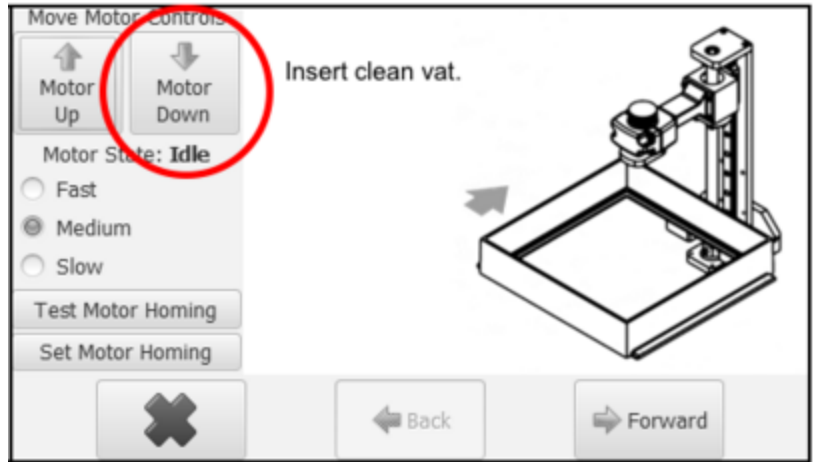 Move Motor Controls
Motor Up
Motor Down
Insert clean vat.
Motor State: Idle
Fast
Medium
Slow
Test Motor Homing
Set Motor Homing
Back
Forward